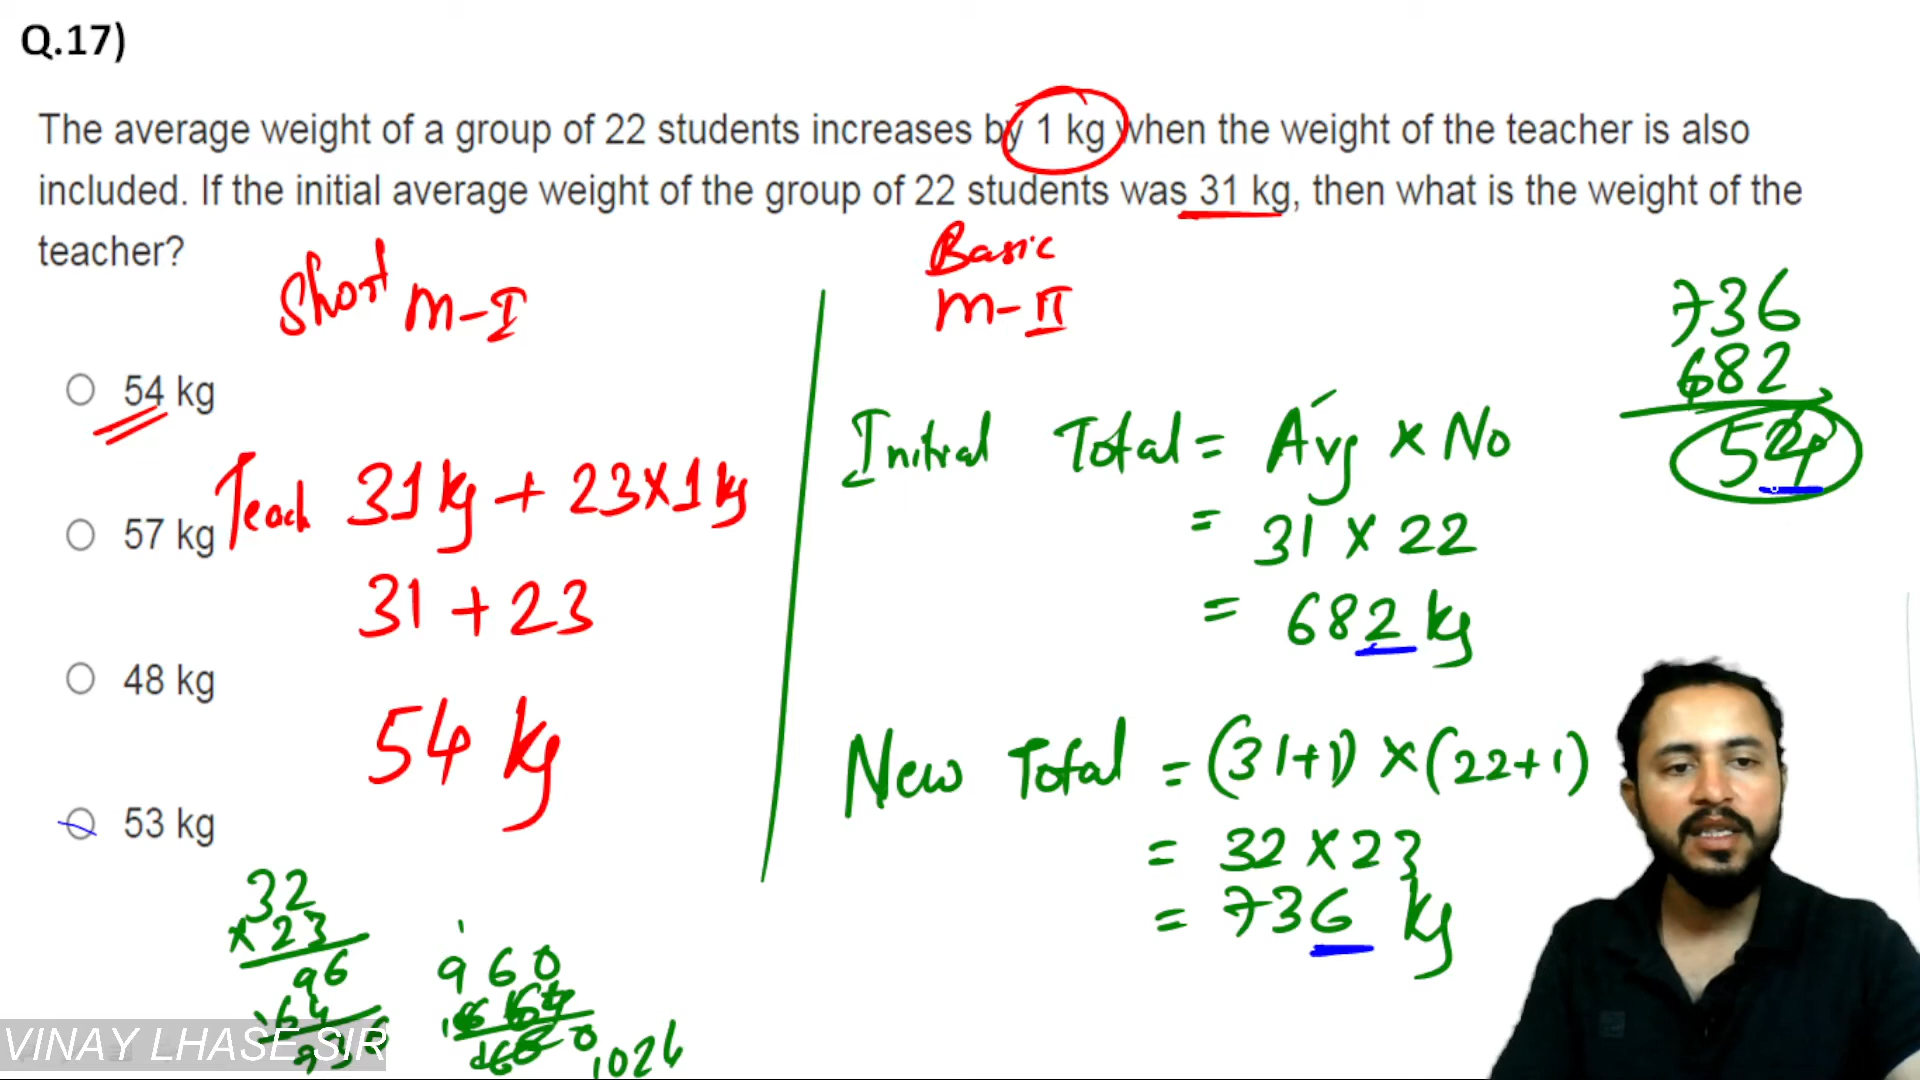 Q.17)
The average weight of a group of 22 students increases by 1 kg when the weight of the teacher is also
included. If the initial average weight of the group of 22 students was 31 kg, then what is the weight of the
teacher?
Short M-I
54 kg
Teach 31 kg + 23 x 1 kg
57 kg
31 + 23
48 kg
54 kg
53 kg
32
x 23
96
64
960
1024
Basic
M-II
Initial Total = Avg x No
= 31 x 22
= 682 kg
New Total = (31+1) x (22+1)
= 32 x 23
= 736 kg
736
682
54
VINAY LHASE SIR